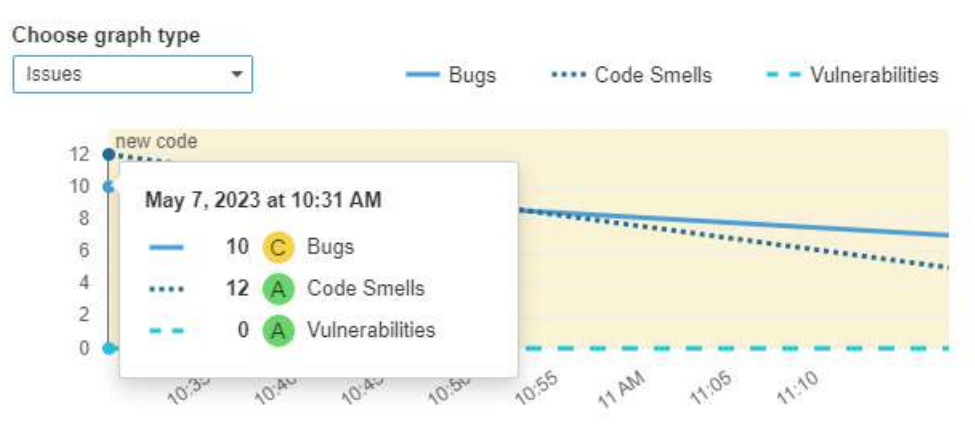 Choose graph type
Issues
Bugs Code Smells Vulnerabilities
new code
12
10
8
6
4
2
0
May 7, 2023 at 10:31 AM
10 C Bugs
12 A Code Smells
0 A Vulnerabilities
10:55 11 AM 11:05 11:10